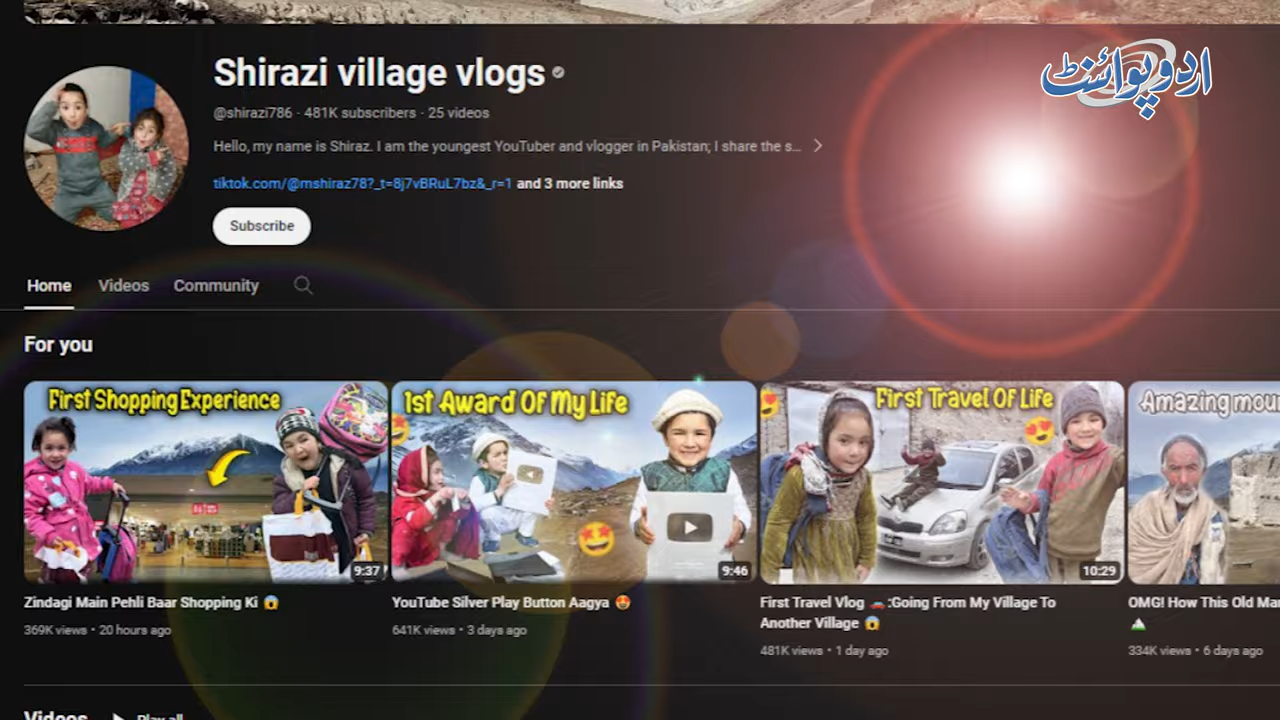 اردوپوائنٹ
Shirazi village vlogs
@shirazi786 · 481K subscribers · 25 videos
Hello, my name is Shiraz. I am the youngest YouTuber and vlogger in Pakistan; I share the s...
tiktok.com/@mshiraz78?_t=8j7vBRuL7bz&_r=1 and 3 more links
Subscribe
Home Videos Community
For you
First Shopping Experience
9:37
1st Award Of My Life
9:46
First Travel Of Life
10:29
Amazing mou
Zindagi Main Pehli Baar Shopping Ki 😱
369K views • 20 hours ago
YouTube Silver Play Button Aagya 🤩
641K views • 3 days ago
First Travel Vlog 🚗 :Going From My Village To
Another Village 😱
481K views • 1 day ago
OMG! How This Old Ma
334K views • 6 days ago
Videos Play all